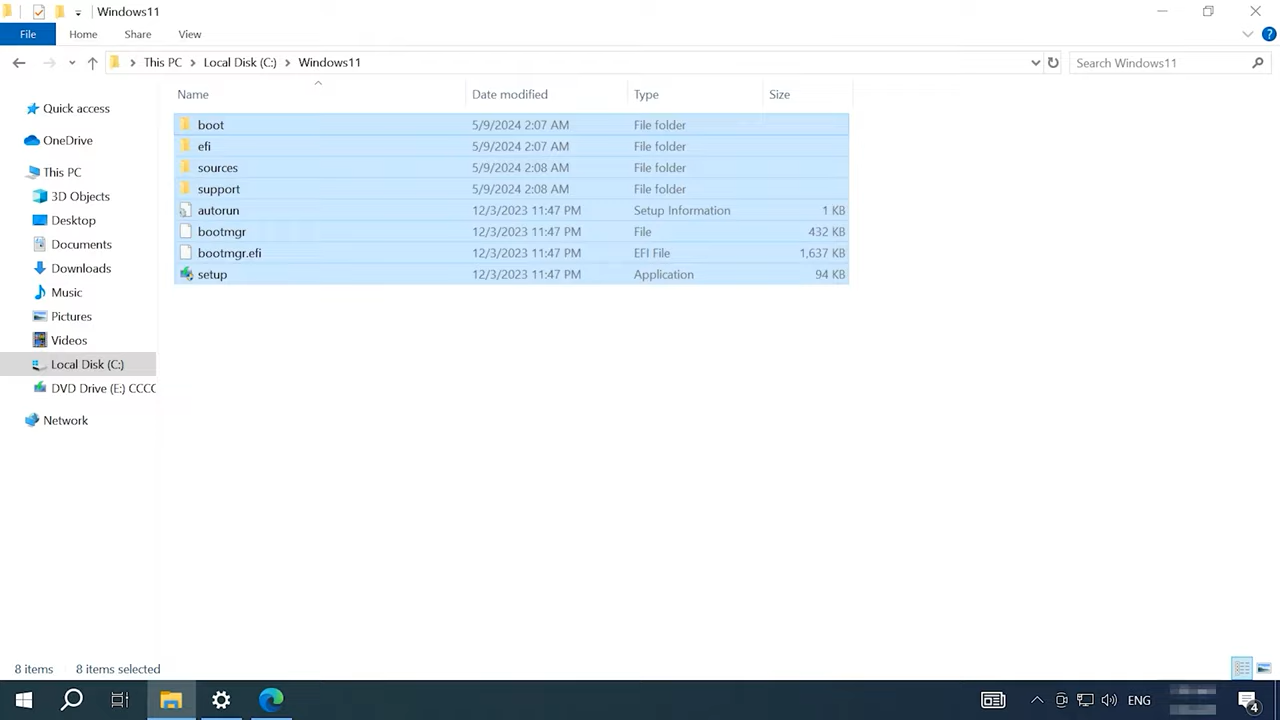 Windows11
File Home Share View
This PC Local Disk (C:) Windows11
Search Windows11
Name Date modified Type Size
Quick access
OneDrive
This PC
3D Objects
Desktop
Documents
Downloads
Music
Pictures
Videos
Local Disk (C:)
DVD Drive (E:) CCCO
Network
boot 5/9/2024 2:07 AM File folder
efi 5/9/2024 2:07 AM File folder
sources 5/9/2024 2:08 AM File folder
support 5/9/2024 2:08 AM File folder
autorun 12/3/2023 11:47 PM Setup Information 1 KB
bootmgr 12/3/2023 11:47 PM File 432 KB
bootmgr.efi 12/3/2023 11:47 PM EFI File 1,637 KB
setup 12/3/2023 11:47 PM Application 94 KB
8 items 8 items selected
ENG
4